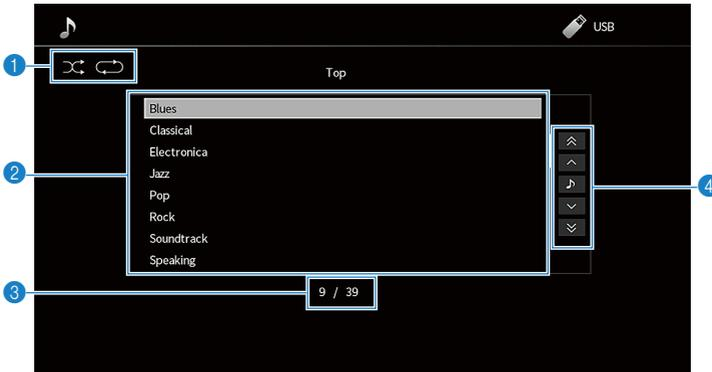 USB
1
Top
Blues
Classical
Electronica
2
Jazz
4
Pop
Rock
Soundtrack
Speaking
3
9 / 39